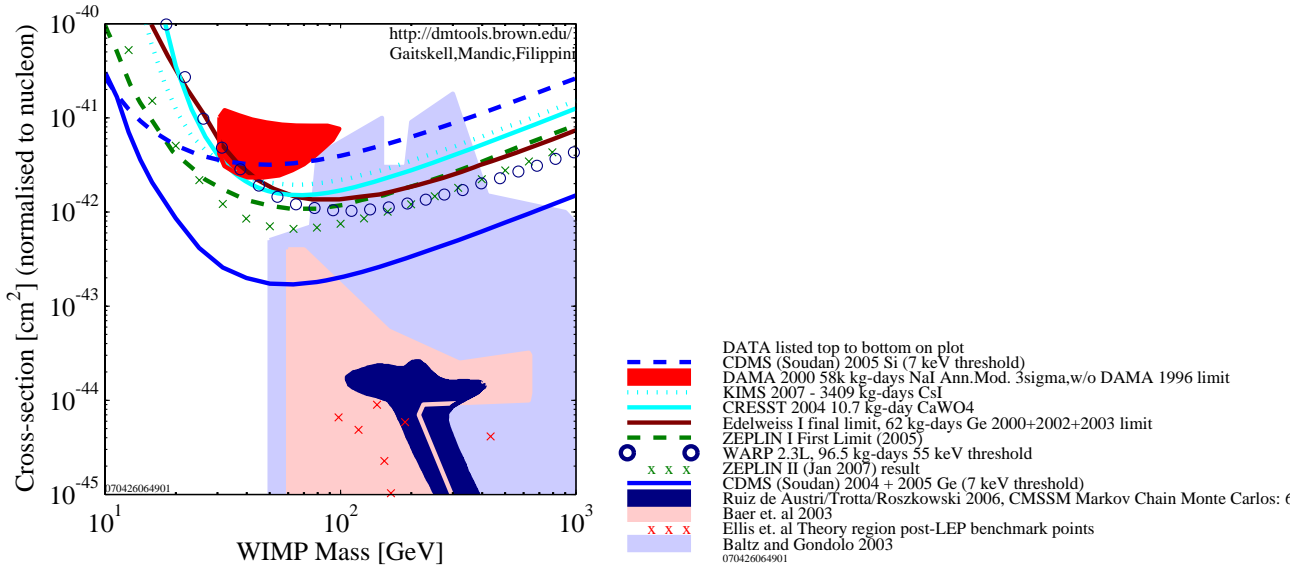 http://dmtools.brown.edu/
Gaitskell,Mandic,Filippini
10^-40
10^-41
10^-42
10^-43
10^-44
10^-45
Cross-section [cm^2] (normalised to nucleon)
070426064901
10^1
10^2
10^3
WIMP Mass [GeV]
DATA listed top to bottom on plot
CDMS (Soudan) 2005 Si (7 keV threshold)
DAMA 2000 58k kg-days NaI Ann.Mod. 3sigma,w/o DAMA 1996 limit
KIMS 2007 - 3409 kg-days CsI
CRESST 2004 10.7 kg-day CaWO4
Edelweiss I final limit, 62 kg-days Ge 2000+2002+2003 limit
ZEPLIN I First Limit (2005)
WARP 2.3L, 96.5 kg-days 55 keV threshold
x x x ZEPLIN II (Jan 2007) result
CDMS (Soudan) 2004 + 2005 Ge (7 keV threshold)
Ruiz de Austri/Trotta/Roszkowski 2006, CMSSM Markov Chain Monte Carlos: 6
Baer et. al 2003
x x x Ellis et. al Theory region post-LEP benchmark points
Baltz and Gondolo 2003
070426064901